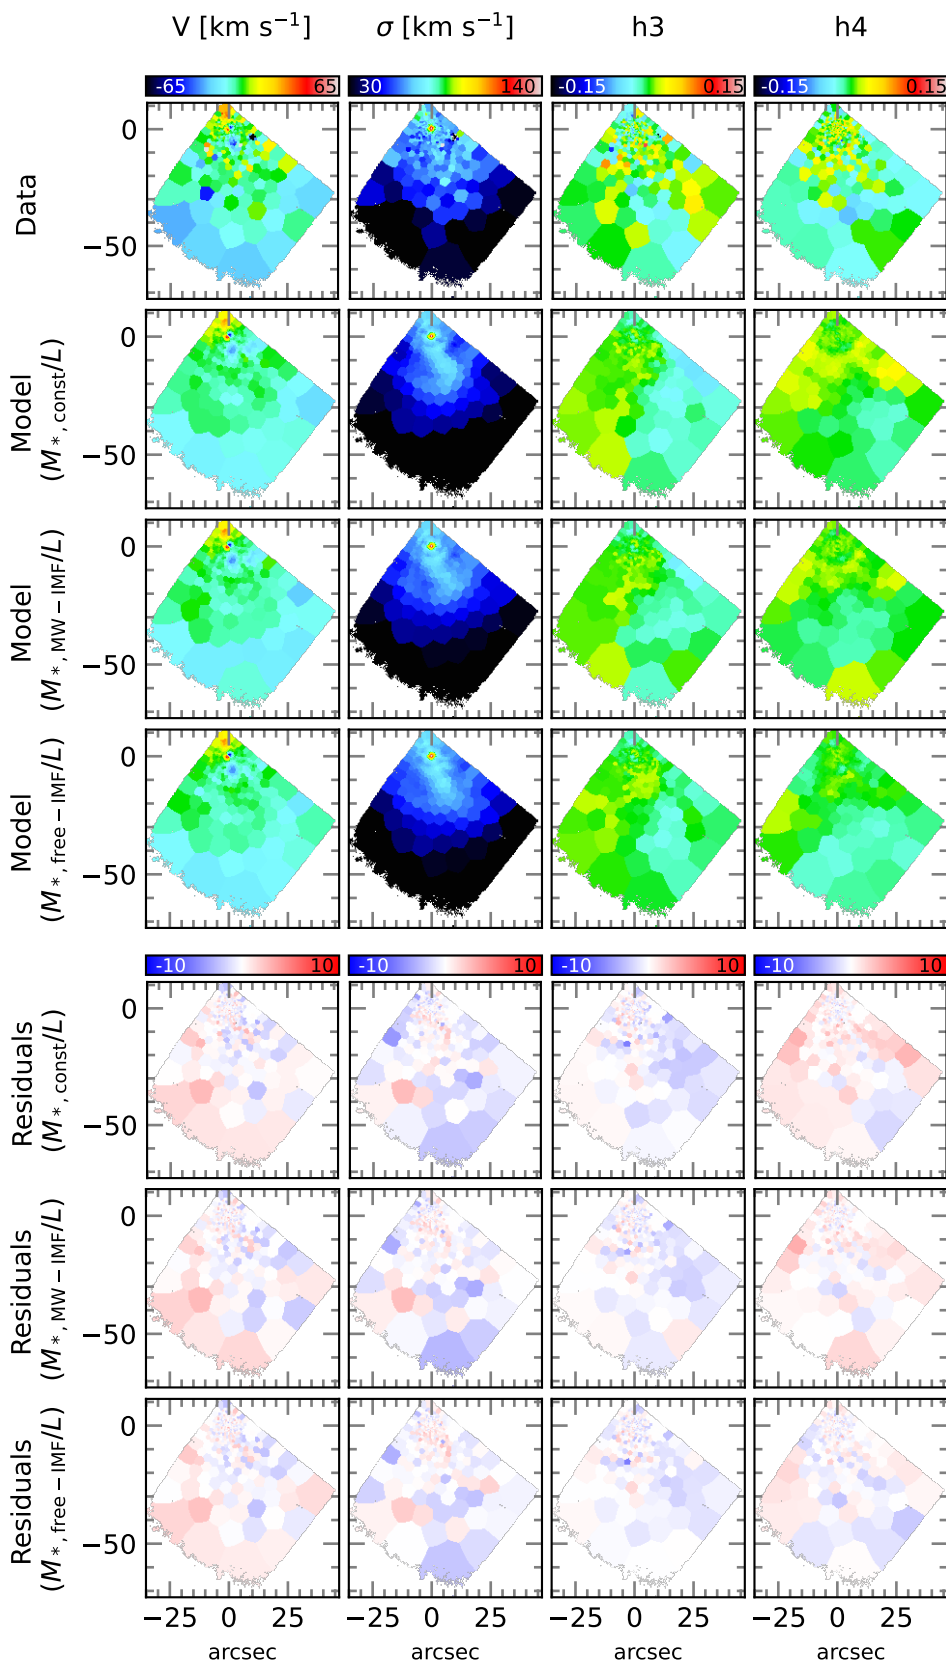 V [km s⁻¹] σ [km s⁻¹] h3 h4
-65 65 30 140 -0.15 0.15 -0.15 0.15
Data
0
−50
Model
(M*, const/L)
0
−50
Model
(M*, MW−IMF/L)
0
−50
Model
(M*, free−IMF/L)
0
−50
-10 10 -10 10 -10 10 -10 10
Residuals
(M*, const/L)
0
−50
Residuals
(M*, MW−IMF/L)
0
−50
Residuals
(M*, free−IMF/L)
0
−50
−25 0 25 −25 0 25 −25 0 25 −25 0 25
arcsec arcsec arcsec arcsec